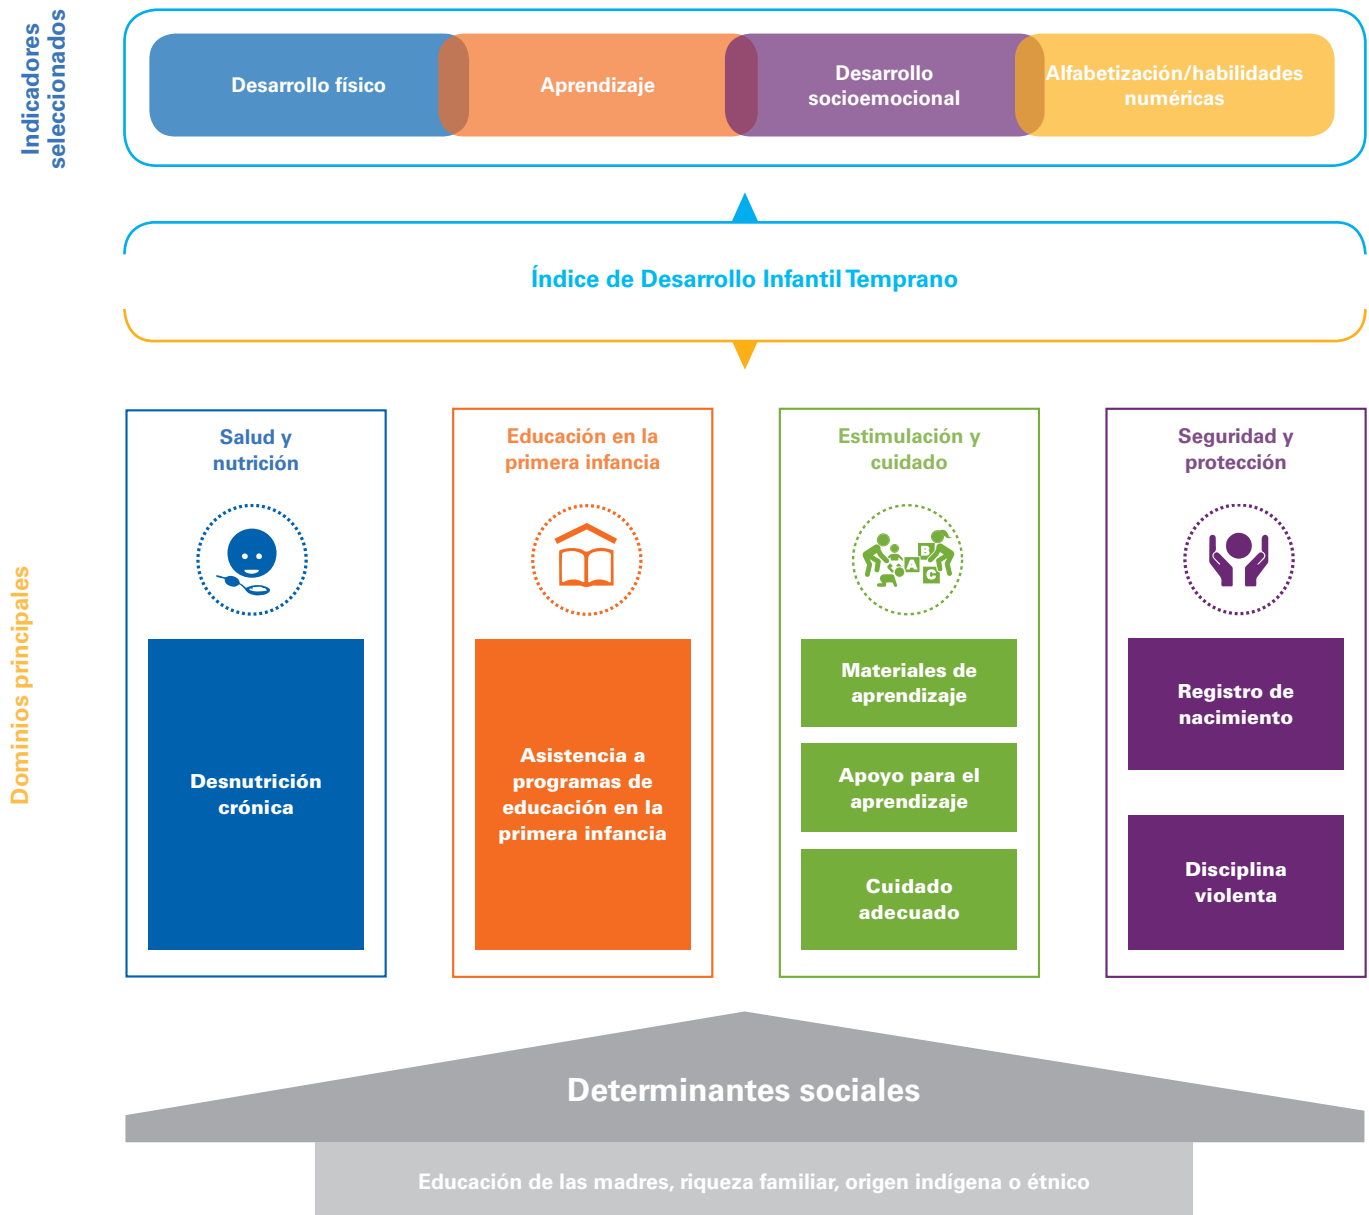 Indicadores
seleccionados
Desarrollo físico
Aprendizaje
Desarrollo
socioemocional
Alfabetización/habilidades
numéricas
Índice de Desarrollo Infantil Temprano
Dominios principales
Salud y
nutrición
Desnutrición
crónica
Educación en la
primera infancia
Asistencia a
programas de
educación en la
primera infancia
Estimulación y
cuidado
B
A
C
Materiales de
aprendizaje
Apoyo para el
aprendizaje
Cuidado
adecuado
Seguridad y
protección
Registro de
nacimiento
Disciplina
violenta
Determinantes sociales
Educación de las madres, riqueza familiar, origen indígena o étnico